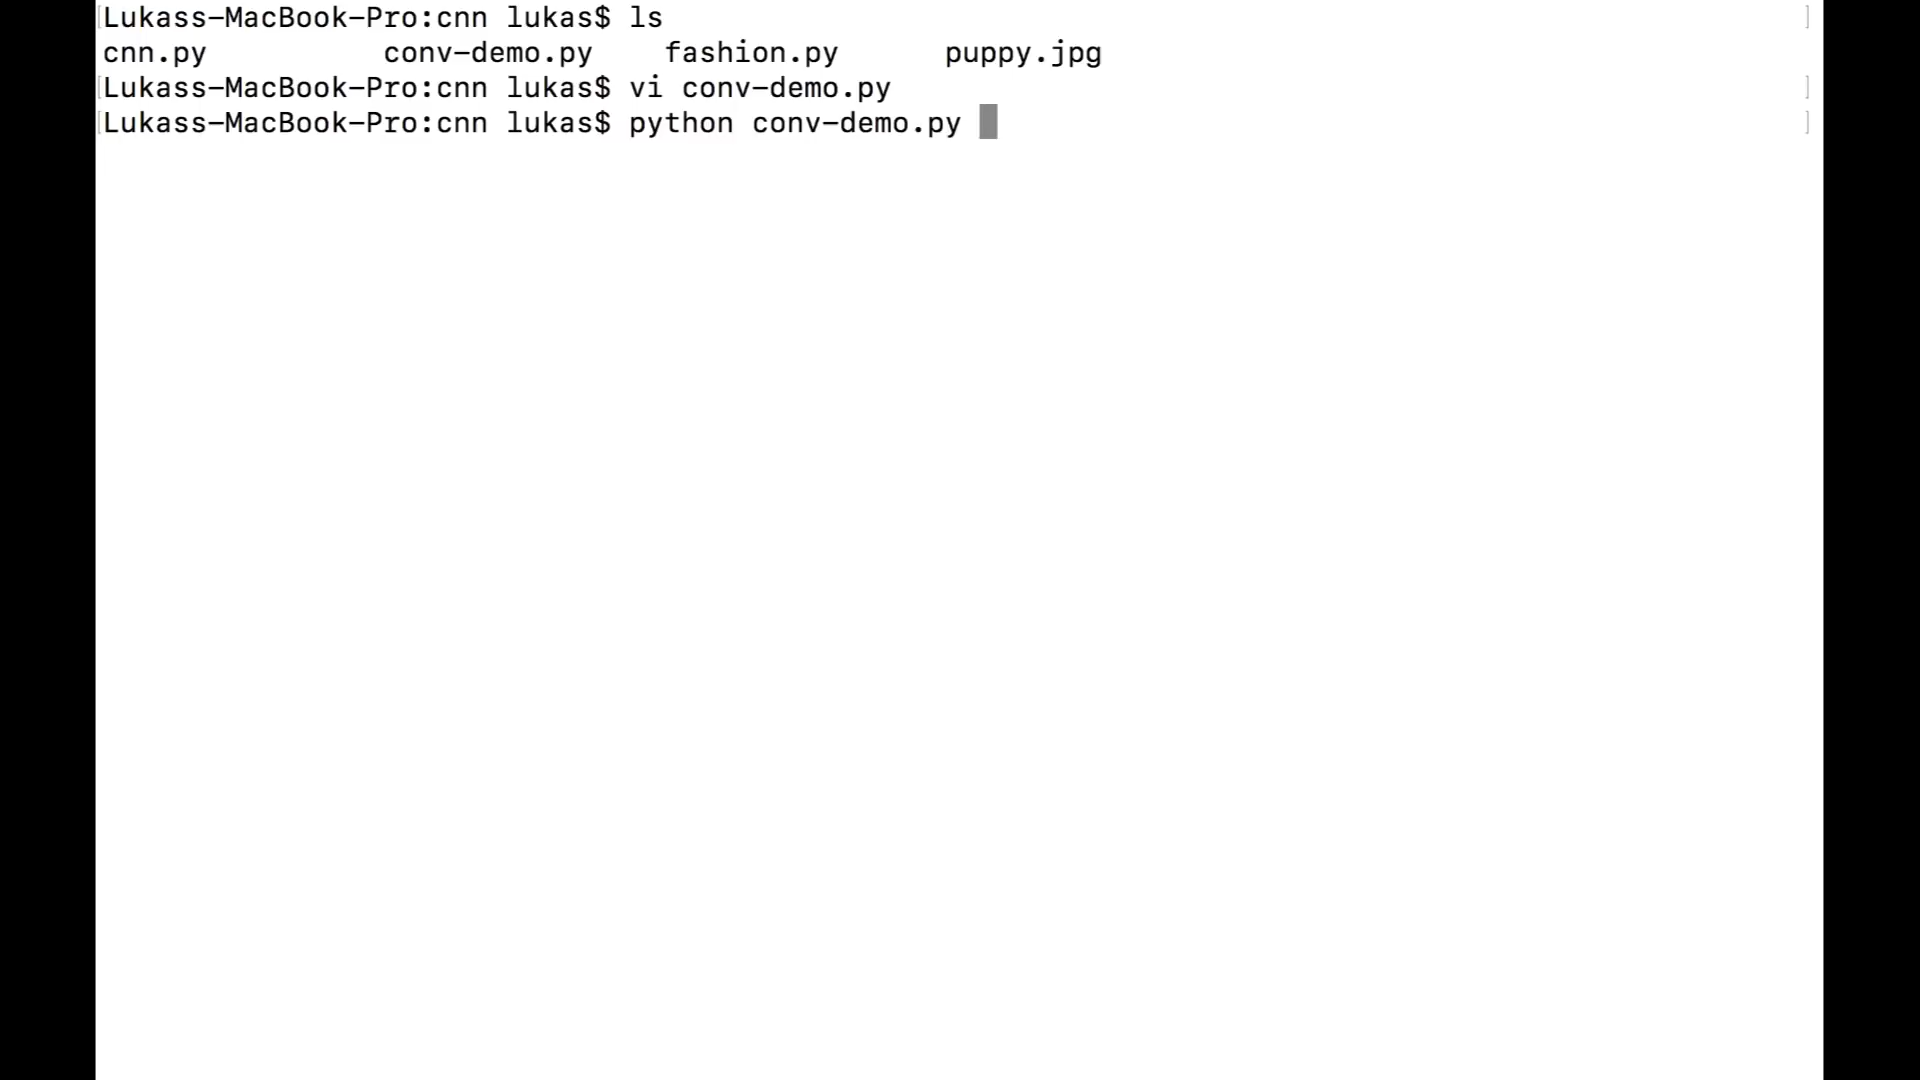 Lukass-MacBook-Pro:cnn lukas$ ls
cnn.py conv-demo.py fashion.py puppy.jpg
Lukass-MacBook-Pro:cnn lukas$ vi conv-demo.py
Lukass-MacBook-Pro:cnn lukas$ python conv-demo.py